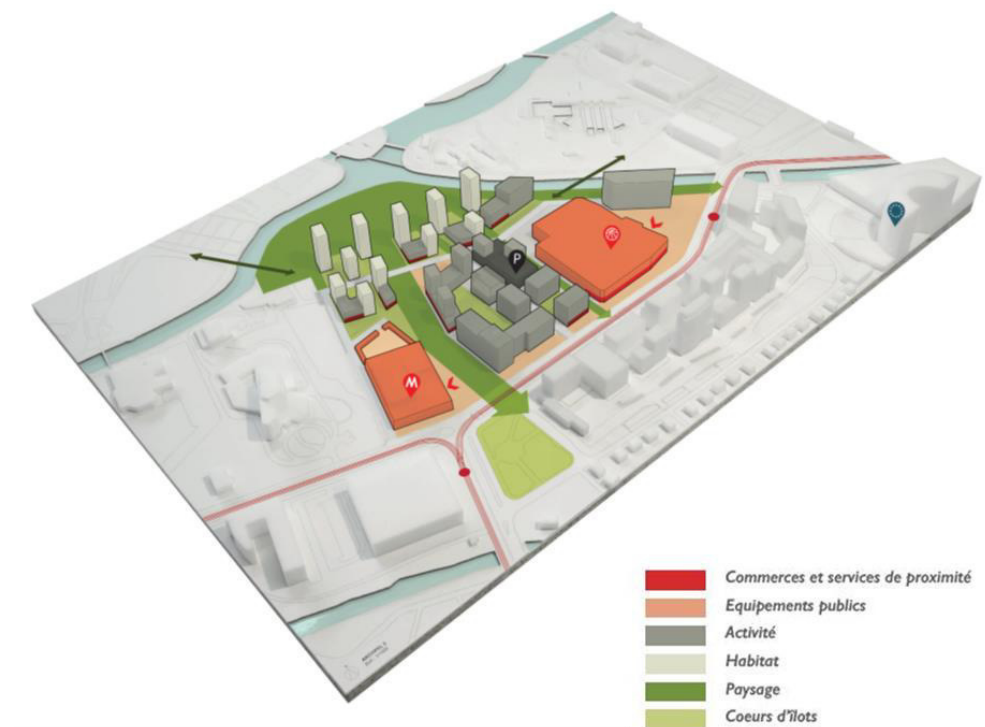 P
M
Commerces et services de proximité
Equipements publics
Activité
Habitat
Paysage
Coeurs d'îlots